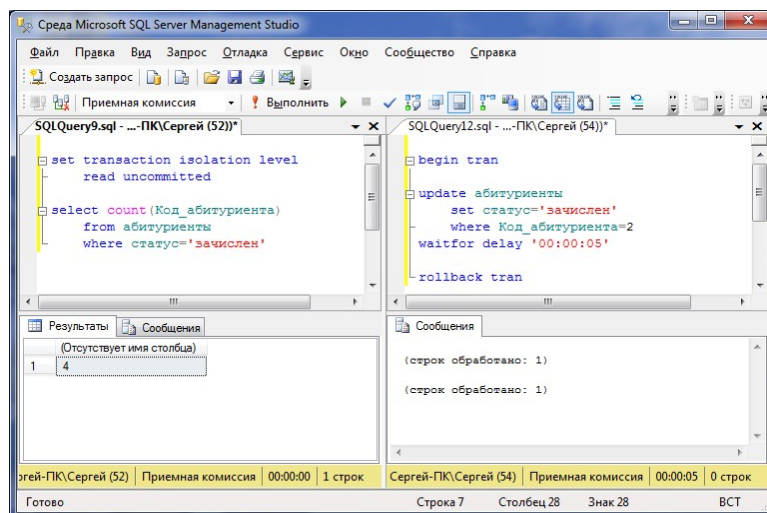 Среда Microsoft SQL Server Management Studio
Файл Правка Вид Запрос Отладка Сервис Окно Сообщество Справка
Создать запрос
Приемная комиссия Выполнить
SQLQuery9.sql - ...-ПК\Сергей (52))*
set transaction isolation level
read uncommitted
select count(Код_абитуриента)
from абитуриенты
where статус='зачислен'
Результаты Сообщения
(Отсутствует имя столбца)
1 4
ргей-ПК\Сергей (52) Приемная комиссия 00:00:00 1 строк
SQLQuery12.sql - ...-ПК\Сергей (54))*
begin tran
update абитуриенты
set статус='зачислен'
where Код_абитуриента=2
waitfor delay '00:00:05'
rollback tran
Сообщения
(строк обработано: 1)
(строк обработано: 1)
Сергей-ПК\Сергей (54) Приемная комиссия 00:00:05 0 строк
Готово Строка 7 Столбец 28 Знак 28 ВСТ